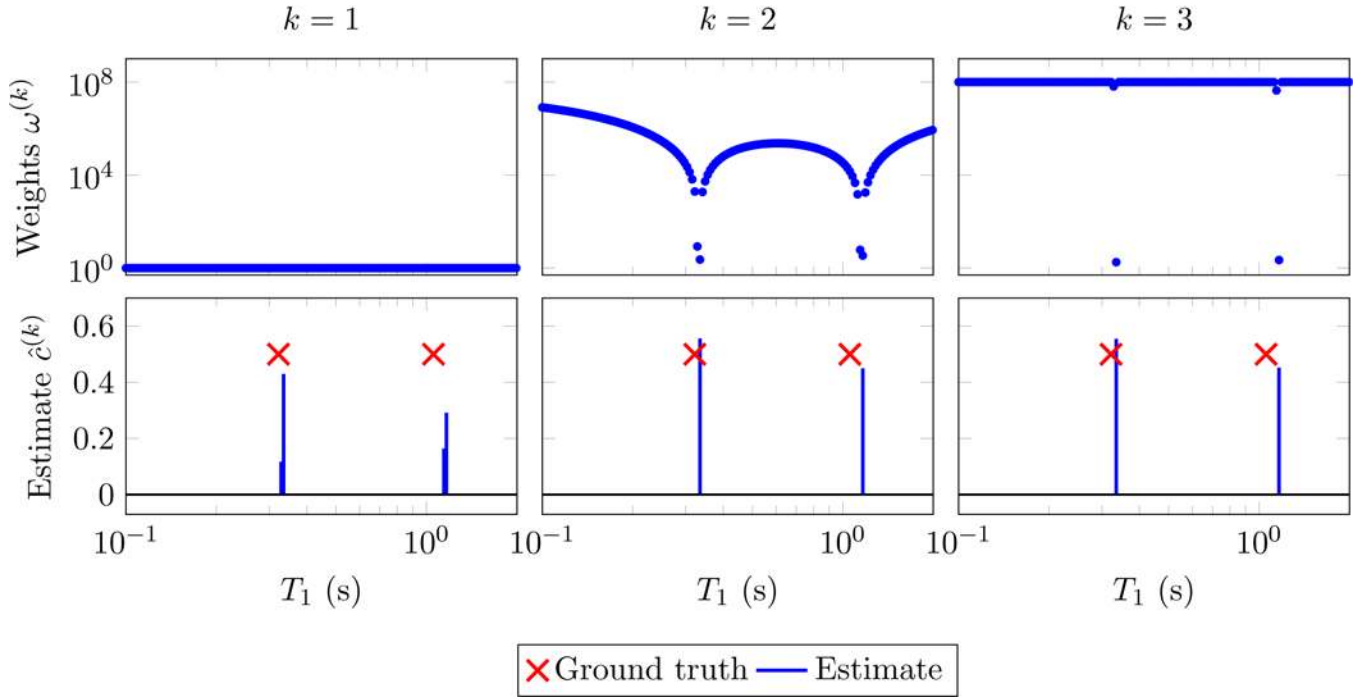 k = 1
k = 2
k = 3
Weights ω^(k)
10^8
10^4
10^0
Estimate ĉ^(k)
0.6
0.4
0.2
0
10^−1
10^0
10^−1
10^0
10^−1
10^0
T_1 (s)
T_1 (s)
T_1 (s)
Ground truth
Estimate